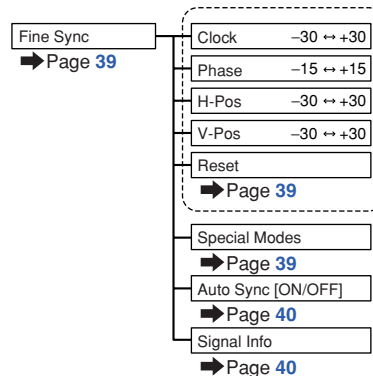 Fine Sync
Page 39
Clock −30 ↔ +30
Phase −15 ↔ +15
H-Pos −30 ↔ +30
V-Pos −30 ↔ +30
Reset
Page 39
Special Modes
Page 39
Auto Sync [ON/OFF]
Page 40
Signal Info
Page 40